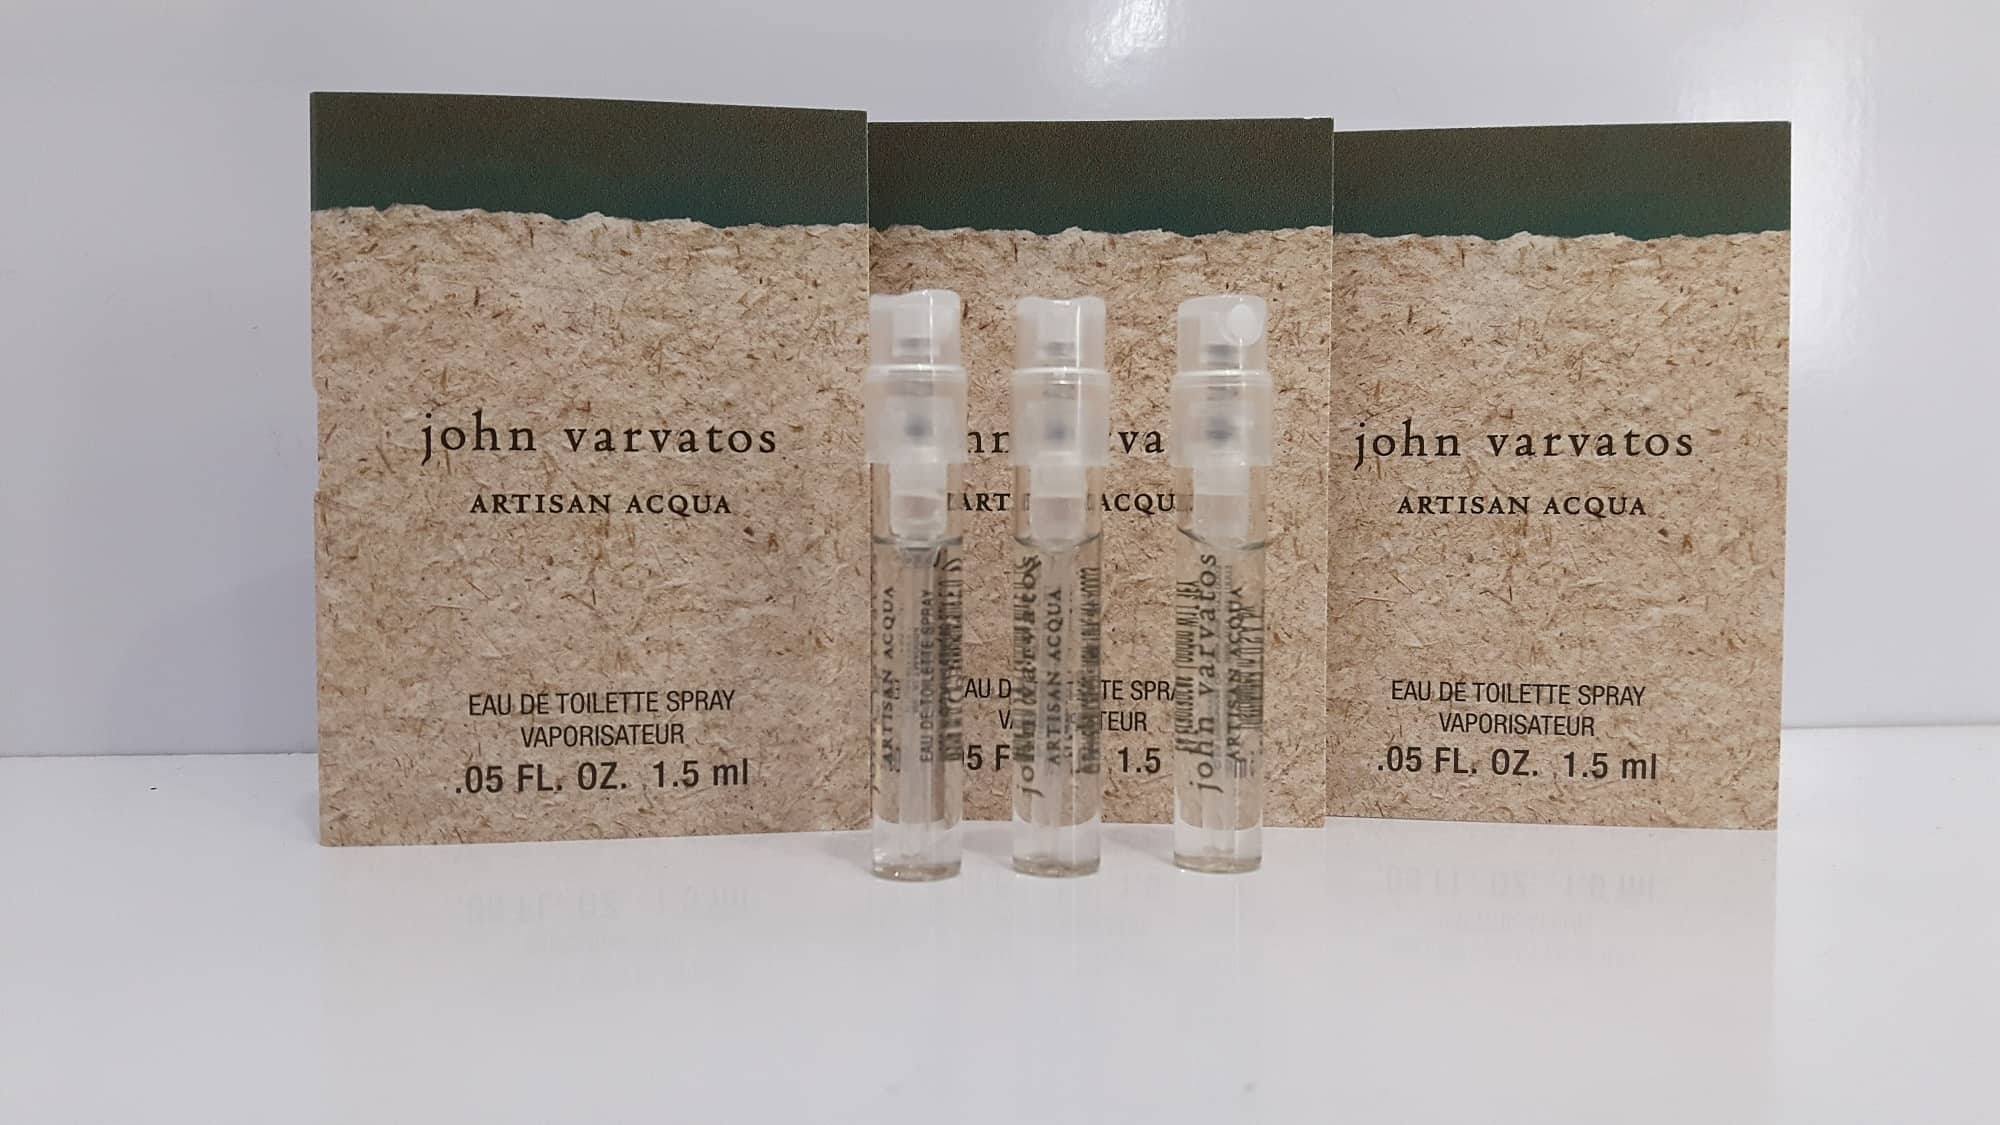 john varvatos
ARTISAN ACQUA
EAU DE TOILETTE SPRAY
VAPORISATEUR
.05 FL. OZ. 1.5 ml
john varvatos
ARTISAN ACQUA
EAU DE TOILETTE SPRAY
VAPORISATEUR
.05 FL. OZ. 1.5 ml
ARTISAN ACQUA
EAU DE TOILETTE SPRAY
john varvatos
ARTISAN ACQUA
john varvatos
ARTISAN ACQUA